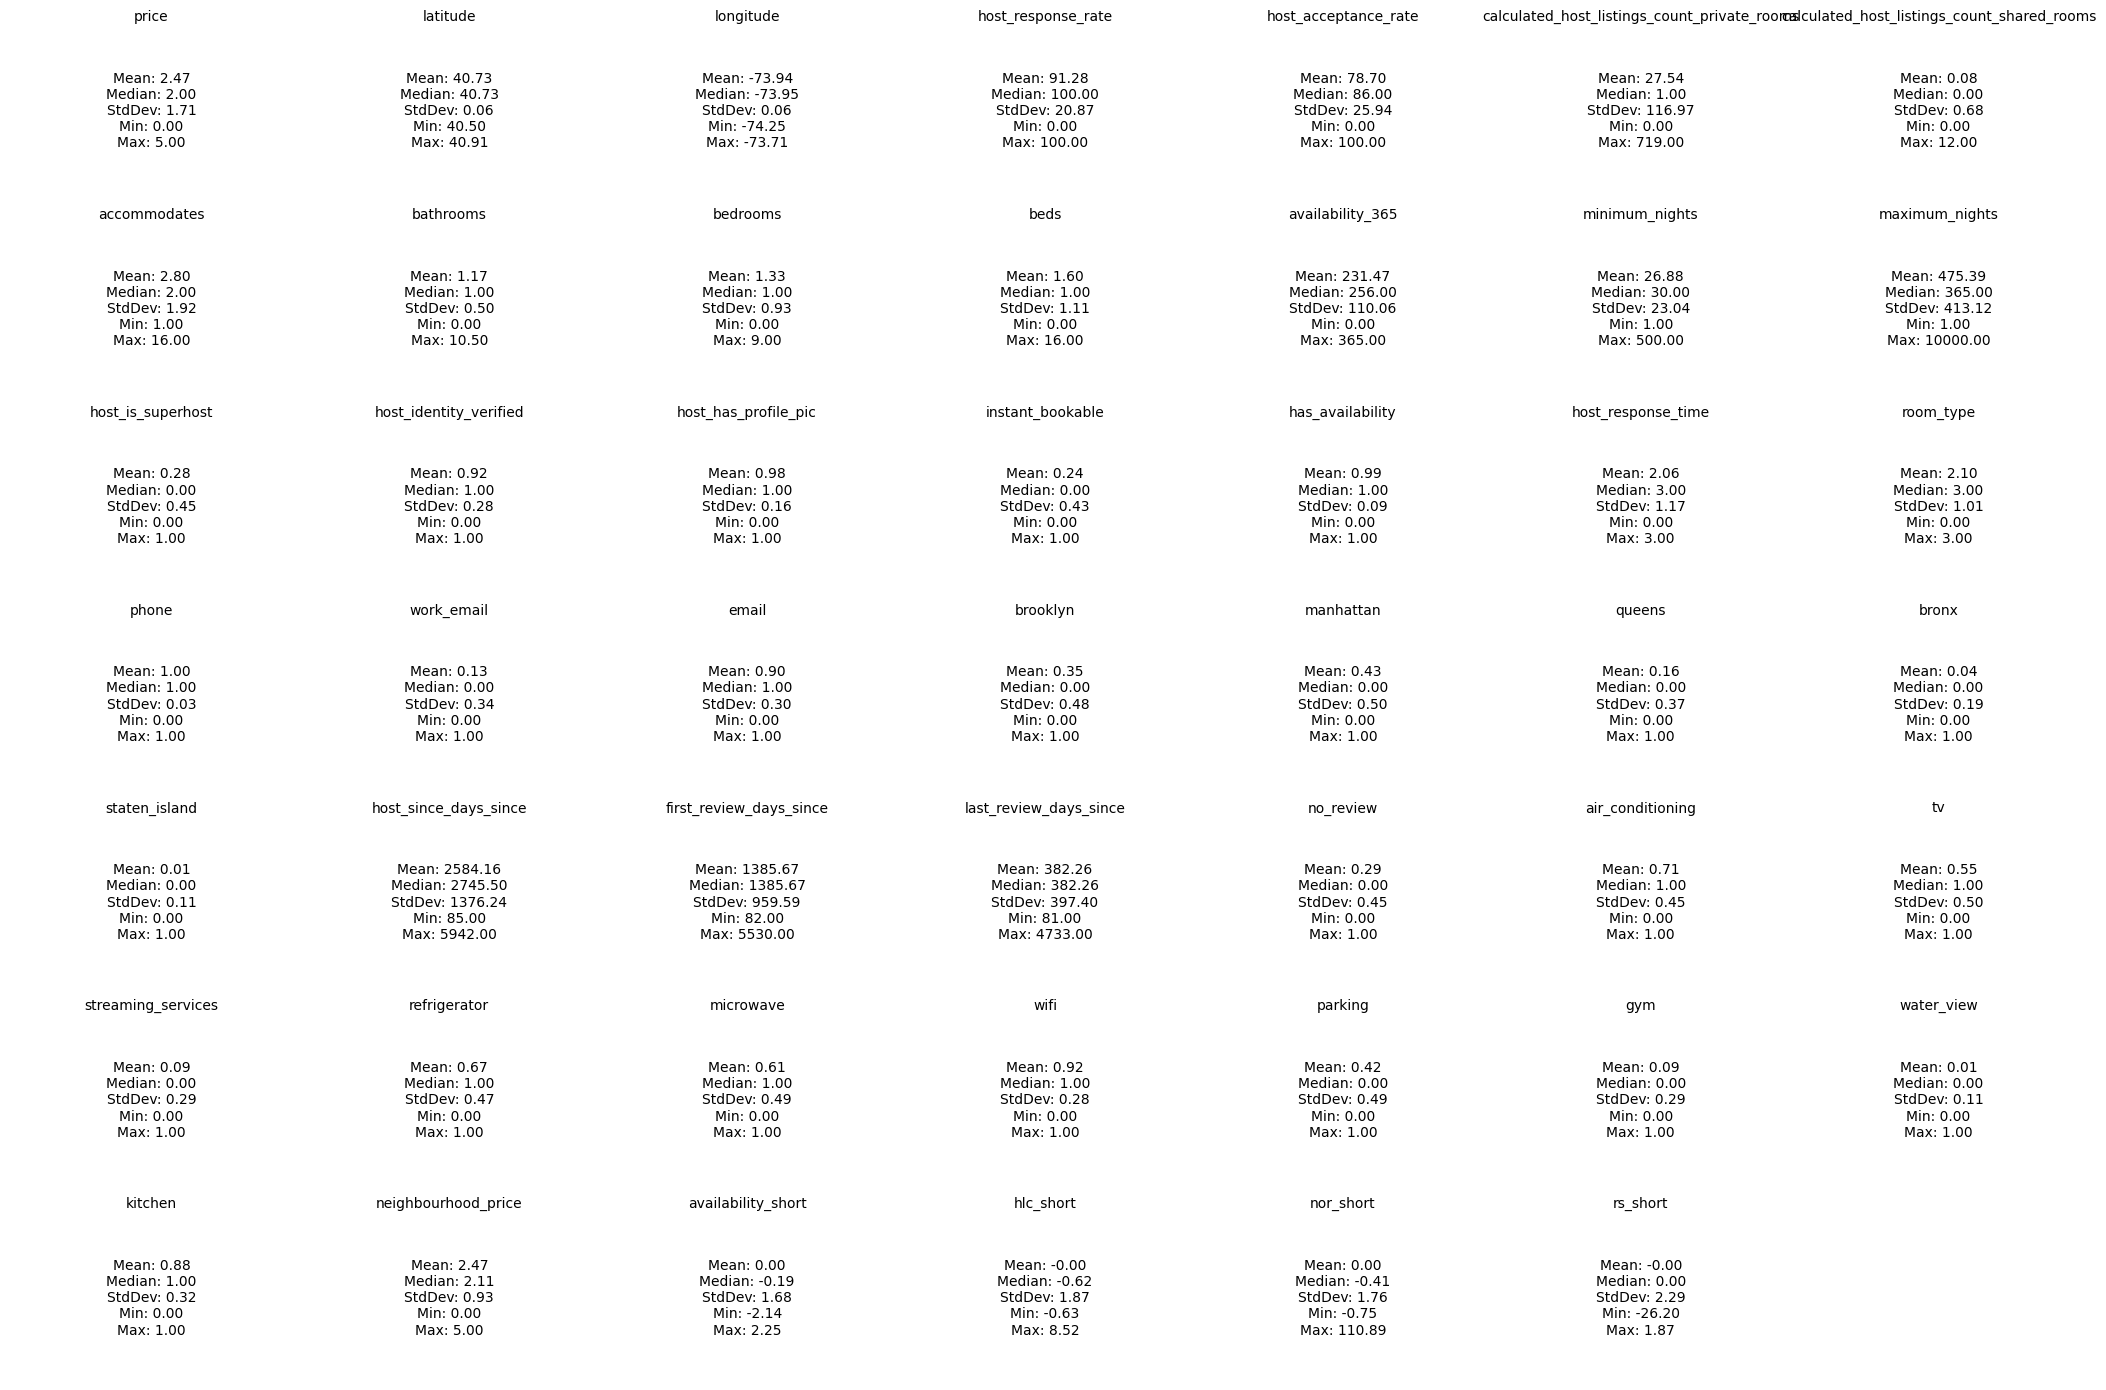 price
latitude
longitude
host_response_rate
host_acceptance_rate
calculated_host_listings_count_private_rooms
calculated_host_listings_count_shared_rooms
Mean: 2.47
Median: 2.00
StdDev: 1.71
Min: 0.00
Max: 5.00
Mean: 40.73
Median: 40.73
StdDev: 0.06
Min: 40.50
Max: 40.91
Mean: -73.94
Median: -73.95
StdDev: 0.06
Min: -74.25
Max: -73.71
Mean: 91.28
Median: 100.00
StdDev: 20.87
Min: 0.00
Max: 100.00
Mean: 78.70
Median: 86.00
StdDev: 25.94
Min: 0.00
Max: 100.00
Mean: 27.54
Median: 1.00
StdDev: 116.97
Min: 0.00
Max: 719.00
Mean: 0.08
Median: 0.00
StdDev: 0.68
Min: 0.00
Max: 12.00
accommodates
bathrooms
bedrooms
beds
availability_365
minimum_nights
maximum_nights
Mean: 2.80
Median: 2.00
StdDev: 1.92
Min: 1.00
Max: 16.00
Mean: 1.17
Median: 1.00
StdDev: 0.50
Min: 0.00
Max: 10.50
Mean: 1.33
Median: 1.00
StdDev: 0.93
Min: 0.00
Max: 9.00
Mean: 1.60
Median: 1.00
StdDev: 1.11
Min: 0.00
Max: 16.00
Mean: 231.47
Median: 256.00
StdDev: 110.06
Min: 0.00
Max: 365.00
Mean: 26.88
Median: 30.00
StdDev: 23.04
Min: 1.00
Max: 500.00
Mean: 475.39
Median: 365.00
StdDev: 413.12
Min: 1.00
Max: 10000.00
host_is_superhost
host_identity_verified
host_has_profile_pic
instant_bookable
has_availability
host_response_time
room_type
Mean: 0.28
Median: 0.00
StdDev: 0.45
Min: 0.00
Max: 1.00
Mean: 0.92
Median: 1.00
StdDev: 0.28
Min: 0.00
Max: 1.00
Mean: 0.98
Median: 1.00
StdDev: 0.16
Min: 0.00
Max: 1.00
Mean: 0.24
Median: 0.00
StdDev: 0.43
Min: 0.00
Max: 1.00
Mean: 0.99
Median: 1.00
StdDev: 0.09
Min: 0.00
Max: 1.00
Mean: 2.06
Median: 3.00
StdDev: 1.17
Min: 0.00
Max: 3.00
Mean: 2.10
Median: 3.00
StdDev: 1.01
Min: 0.00
Max: 3.00
phone
work_email
email
brooklyn
manhattan
queens
bronx
Mean: 1.00
Median: 1.00
StdDev: 0.03
Min: 0.00
Max: 1.00
Mean: 0.13
Median: 0.00
StdDev: 0.34
Min: 0.00
Max: 1.00
Mean: 0.90
Median: 1.00
StdDev: 0.30
Min: 0.00
Max: 1.00
Mean: 0.35
Median: 0.00
StdDev: 0.48
Min: 0.00
Max: 1.00
Mean: 0.43
Median: 0.00
StdDev: 0.50
Min: 0.00
Max: 1.00
Mean: 0.16
Median: 0.00
StdDev: 0.37
Min: 0.00
Max: 1.00
Mean: 0.04
Median: 0.00
StdDev: 0.19
Min: 0.00
Max: 1.00
staten_island
host_since_days_since
first_review_days_since
last_review_days_since
no_review
air_conditioning
tv
Mean: 0.01
Median: 0.00
StdDev: 0.11
Min: 0.00
Max: 1.00
Mean: 2584.16
Median: 2745.50
StdDev: 1376.24
Min: 85.00
Max: 5942.00
Mean: 1385.67
Median: 1385.67
StdDev: 959.59
Min: 82.00
Max: 5530.00
Mean: 382.26
Median: 382.26
StdDev: 397.40
Min: 81.00
Max: 4733.00
Mean: 0.29
Median: 0.00
StdDev: 0.45
Min: 0.00
Max: 1.00
Mean: 0.71
Median: 1.00
StdDev: 0.45
Min: 0.00
Max: 1.00
Mean: 0.55
Median: 1.00
StdDev: 0.50
Min: 0.00
Max: 1.00
streaming_services
refrigerator
microwave
wifi
parking
gym
water_view
Mean: 0.09
Median: 0.00
StdDev: 0.29
Min: 0.00
Max: 1.00
Mean: 0.67
Median: 1.00
StdDev: 0.47
Min: 0.00
Max: 1.00
Mean: 0.61
Median: 1.00
StdDev: 0.49
Min: 0.00
Max: 1.00
Mean: 0.92
Median: 1.00
StdDev: 0.28
Min: 0.00
Max: 1.00
Mean: 0.42
Median: 0.00
StdDev: 0.49
Min: 0.00
Max: 1.00
Mean: 0.09
Median: 0.00
StdDev: 0.29
Min: 0.00
Max: 1.00
Mean: 0.01
Median: 0.00
StdDev: 0.11
Min: 0.00
Max: 1.00
kitchen
neighbourhood_price
availability_short
hlc_short
nor_short
rs_short
Mean: 0.88
Median: 1.00
StdDev: 0.32
Min: 0.00
Max: 1.00
Mean: 2.47
Median: 2.11
StdDev: 0.93
Min: 0.00
Max: 5.00
Mean: 0.00
Median: -0.19
StdDev: 1.68
Min: -2.14
Max: 2.25
Mean: -0.00
Median: -0.62
StdDev: 1.87
Min: -0.63
Max: 8.52
Mean: 0.00
Median: -0.41
StdDev: 1.76
Min: -0.75
Max: 110.89
Mean: -0.00
Median: 0.00
StdDev: 2.29
Min: -26.20
Max: 1.87